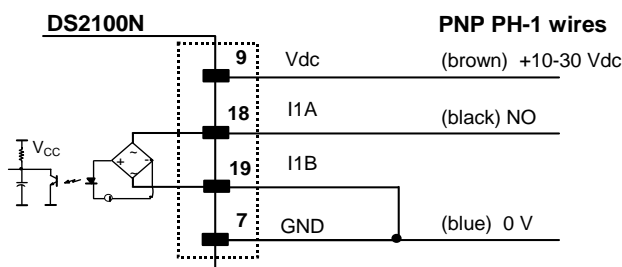 DS2100N
PNP PH-1 wires
9 Vdc (brown) +10-30 Vdc
18 I1A (black) NO
VCC
19 I1B
7 GND (blue) 0 V